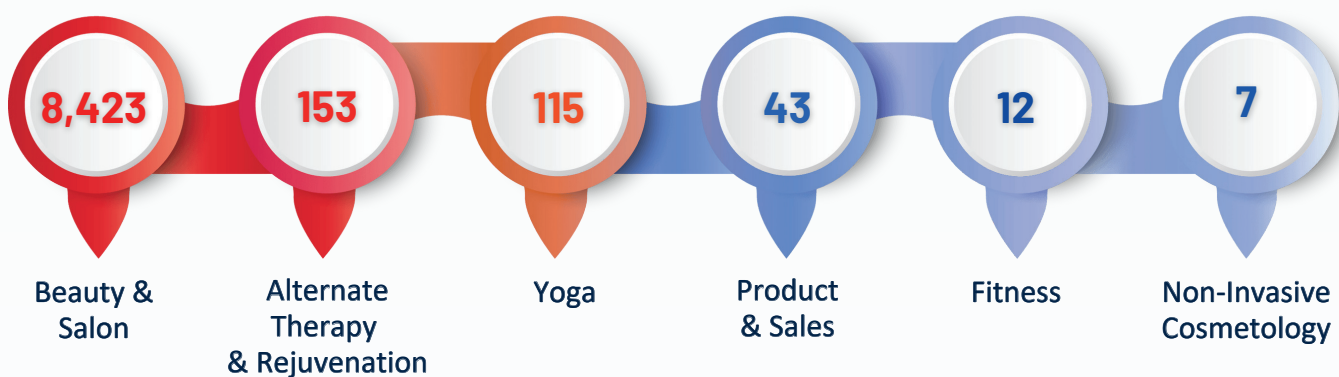 8,423
153
115
43
12
7
Beauty &
Salon
Alternate
Therapy
& Rejuvenation
Yoga
Product
& Sales
Fitness
Non-Invasive
Cosmetology